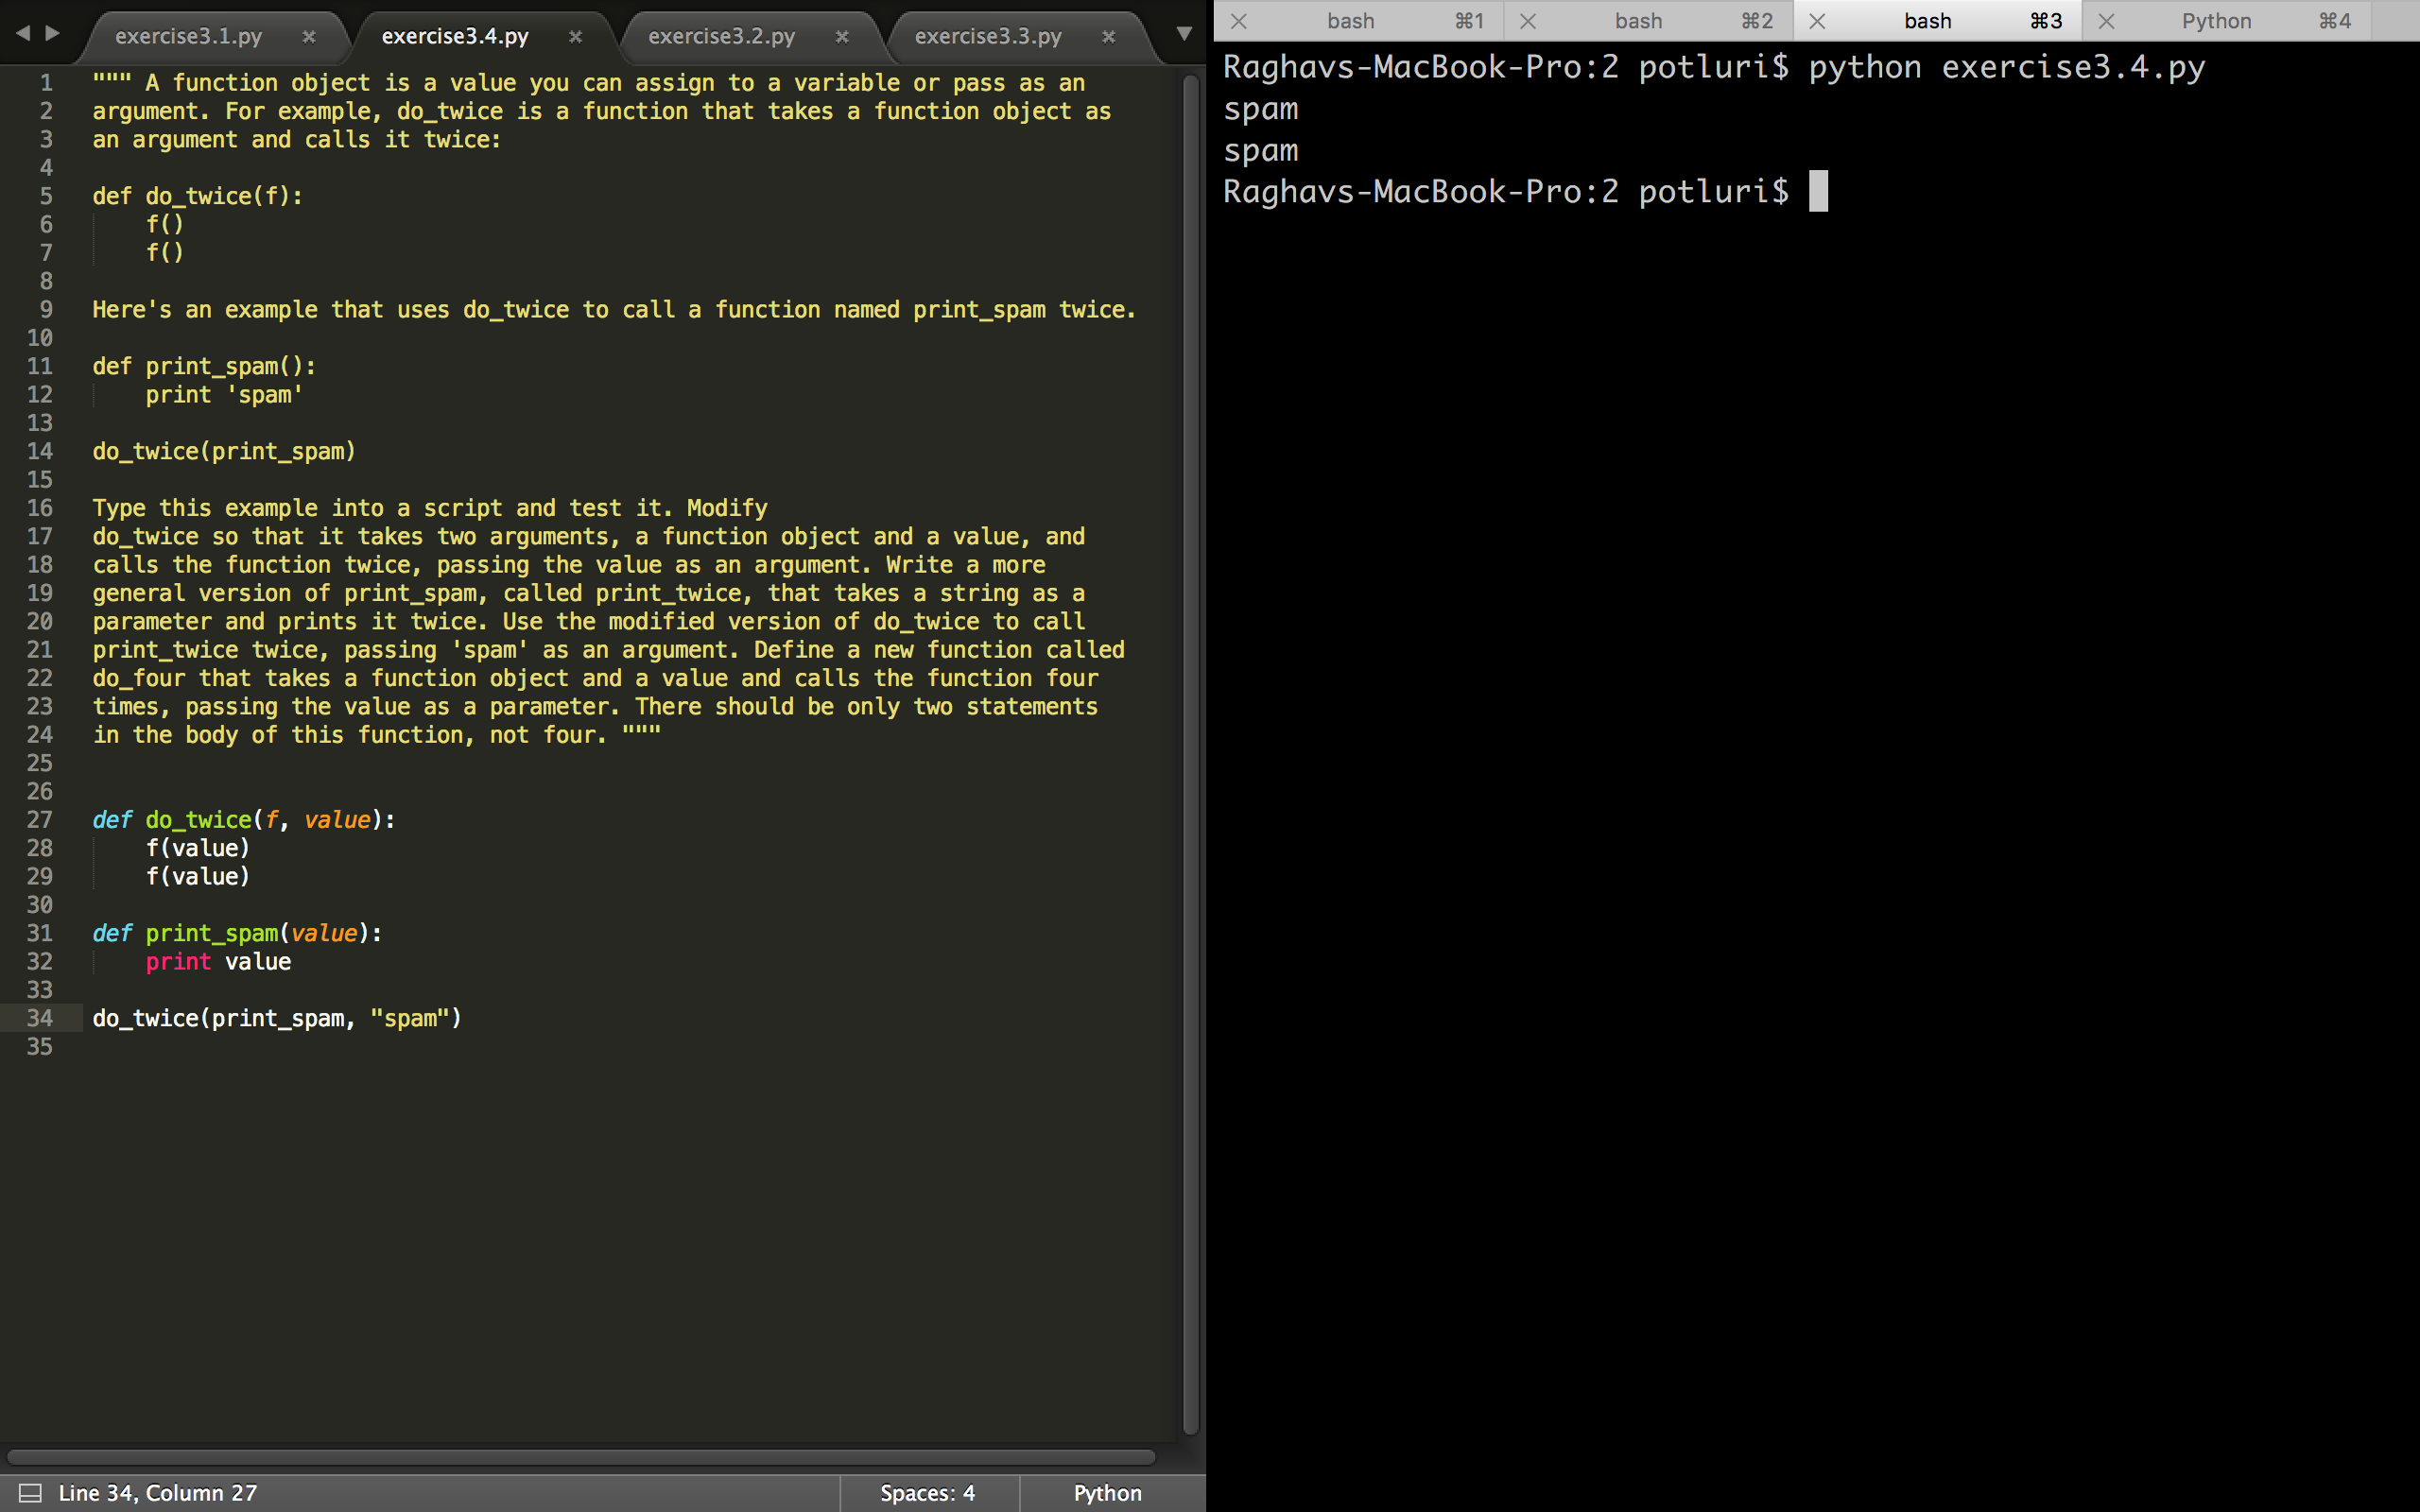 exercise3.1.py × exercise3.4.py × exercise3.2.py × exercise3.3.py ×
1 """ A function object is a value you can assign to a variable or pass as an
2 argument. For example, do_twice is a function that takes a function object as
3 an argument and calls it twice:
4
5 def do_twice(f):
6     f()
7     f()
8
9 Here's an example that uses do_twice to call a function named print_spam twice.
10
11 def print_spam():
12     print 'spam'
13
14 do_twice(print_spam)
15
16 Type this example into a script and test it. Modify
17 do_twice so that it takes two arguments, a function object and a value, and
18 calls the function twice, passing the value as an argument. Write a more
19 general version of print_spam, called print_twice, that takes a string as a
20 parameter and prints it twice. Use the modified version of do_twice to call
21 print_twice twice, passing 'spam' as an argument. Define a new function called
22 do_four that takes a function object and a value and calls the function four
23 times, passing the value as a parameter. There should be only two statements
24 in the body of this function, not four. """
25
26
27 def do_twice(f, value):
28     f(value)
29     f(value)
30
31 def print_spam(value):
32     print value
33
34 do_twice(print_spam, "spam")
35
Line 34, Column 27 Spaces: 4 Python
× bash ⌘1 × bash ⌘2 × bash ⌘3 × Python ⌘4
Raghavs-MacBook-Pro:2 potluri$ python exercise3.4.py
spam
spam
Raghavs-MacBook-Pro:2 potluri$